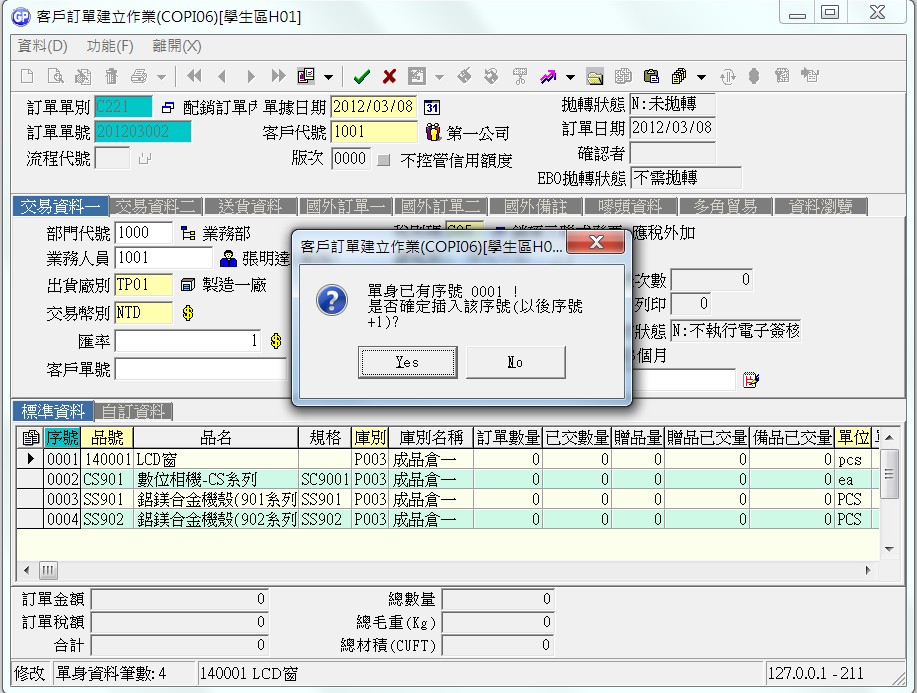 GP 客戶訂單建立作業(COPI06)[學生區H01]
資料(D) 功能(F) 離開(X)
訂單單別 C221 配銷訂單 單據日期 2012/03/08 31 拋轉狀態 N:未拋轉
訂單單號 201203002 客戶代號 1001 第一公司 訂單日期 2012/03/08
流程代號 版次 0000 不控管信用額度 確認者
EBO拋轉狀態 不需拋轉
交易資料一 交易資料二 送貨資料 國外訂單一 國外訂單二 國外備註 嘜頭資料 多角貿易 資料瀏覽
部門代號 1000 業務部 應稅外加
業務人員 1001 張明達
出貨廠別 TP01 製造一廠 次數 0
交易幣別 NTD 列印 0
匯率 1 狀態 N:不執行電子簽核
客戶單號 個月
客戶訂單建立作業(COPI06)[學生區H0...
單身已有序號 0001 !
是否確定插入該序號(以後序號
+1)?
Yes No
標準資料 自訂資料
序號 品號 品名 規格 庫別 庫別名稱 訂單數量 已交數量 贈品量 贈品已交量 備品已交量 單位
0001 140001 LCD窗 P003 成品倉一 0 0 0 0 0 pcs
0002 CS901 數位相機-CS系列 SC9001 P003 成品倉一 0 0 0 0 0 ea
0003 SS901 鋁鎂合金機殼(901系列 SS901 P003 成品倉一 0 0 0 0 0 PCS
0004 SS902 鋁鎂合金機殼(902系列 SS902 P003 成品倉一 0 0 0 0 0 PCS
訂單金額 0 總數量 0
訂單稅額 0 總毛重(Kg) 0
合計 0 總材積(CUFT) 0
修改 單身資料筆數: 4 140001 LCD窗 127.0.0.1 - 211